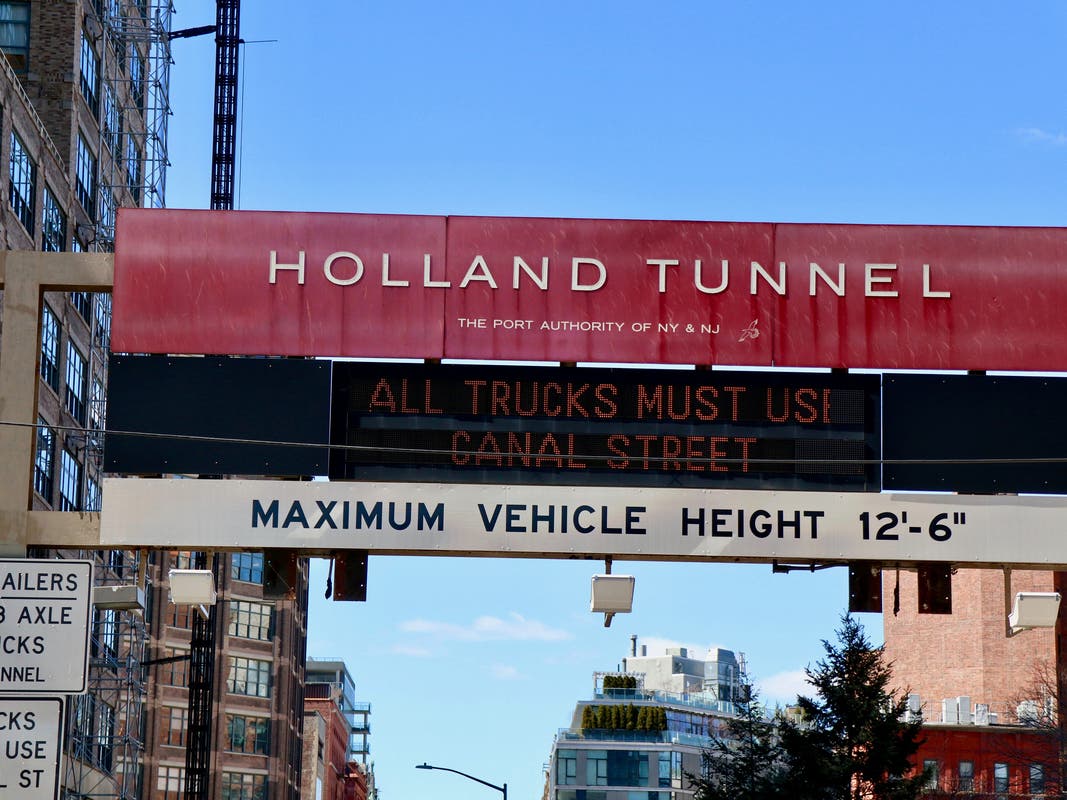 HOLLAND TUNNEL
THE PORT AUTHORITY OF NY & NJ
ALL TRUCKS MUST USE
CANAL STREET
MAXIMUM VEHICLE HEIGHT 12'-6"
AILERS
3 AXLE
CKS
NNEL
CKS
USE
L ST